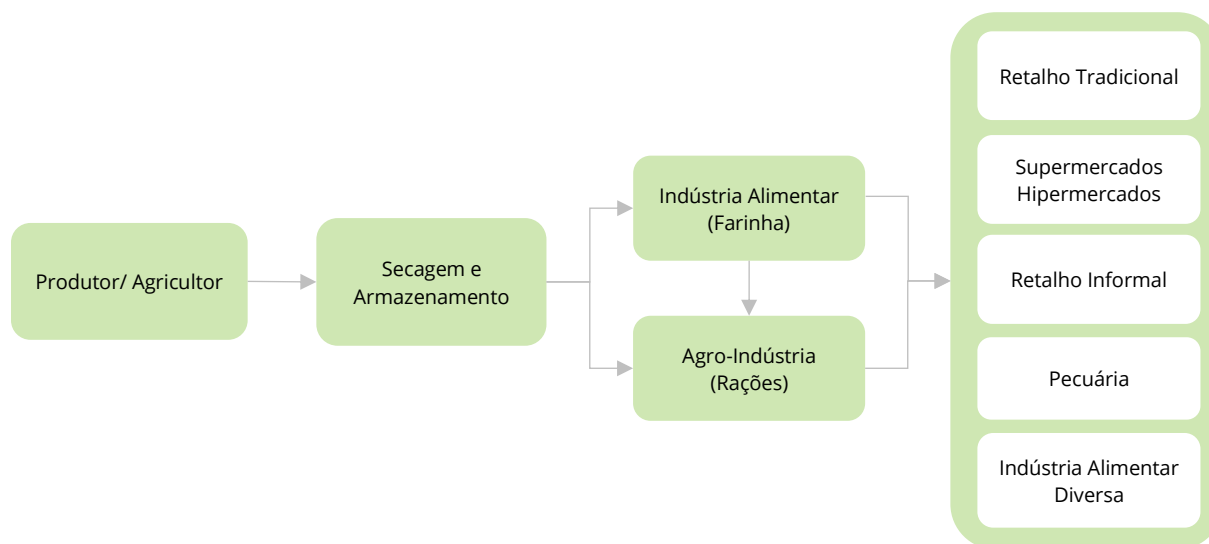 Produtor/ Agricultor
Secagem e
Armazenamento
Indústria Alimentar
(Farinha)
Agro-Indústria
(Rações)
Retalho Tradicional
Supermercados
Hipermercados
Retalho Informal
Pecuária
Indústria Alimentar
Diversa